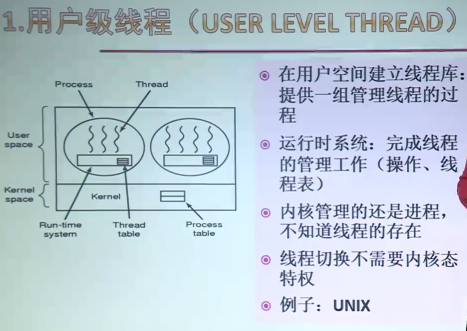 1.用户级线程（USER LEVEL THREAD）
Process
Thread
User
space
Kernel
space
Kernel
Run-time
system
Thread
table
Process
table
在用户空间建立线程库:
提供一组管理线程的过
程
运行时系统：完成线程
的管理工作（操作、线
程表）
内核管理的还是进程，
不知道线程的存在
线程切换不需要内核态
特权
例子：UNIX